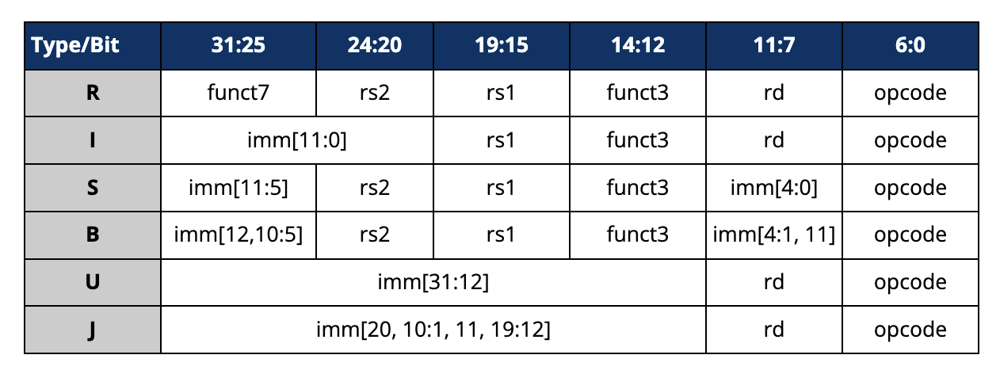 Type/Bit 31:25 24:20 19:15 14:12 11:7 6:0
R funct7 rs2 rs1 funct3 rd opcode
I imm[11:0] rs1 funct3 rd opcode
S imm[11:5] rs2 rs1 funct3 imm[4:0] opcode
B imm[12,10:5] rs2 rs1 funct3 imm[4:1, 11] opcode
U imm[31:12] rd opcode
J imm[20, 10:1, 11, 19:12] rd opcode